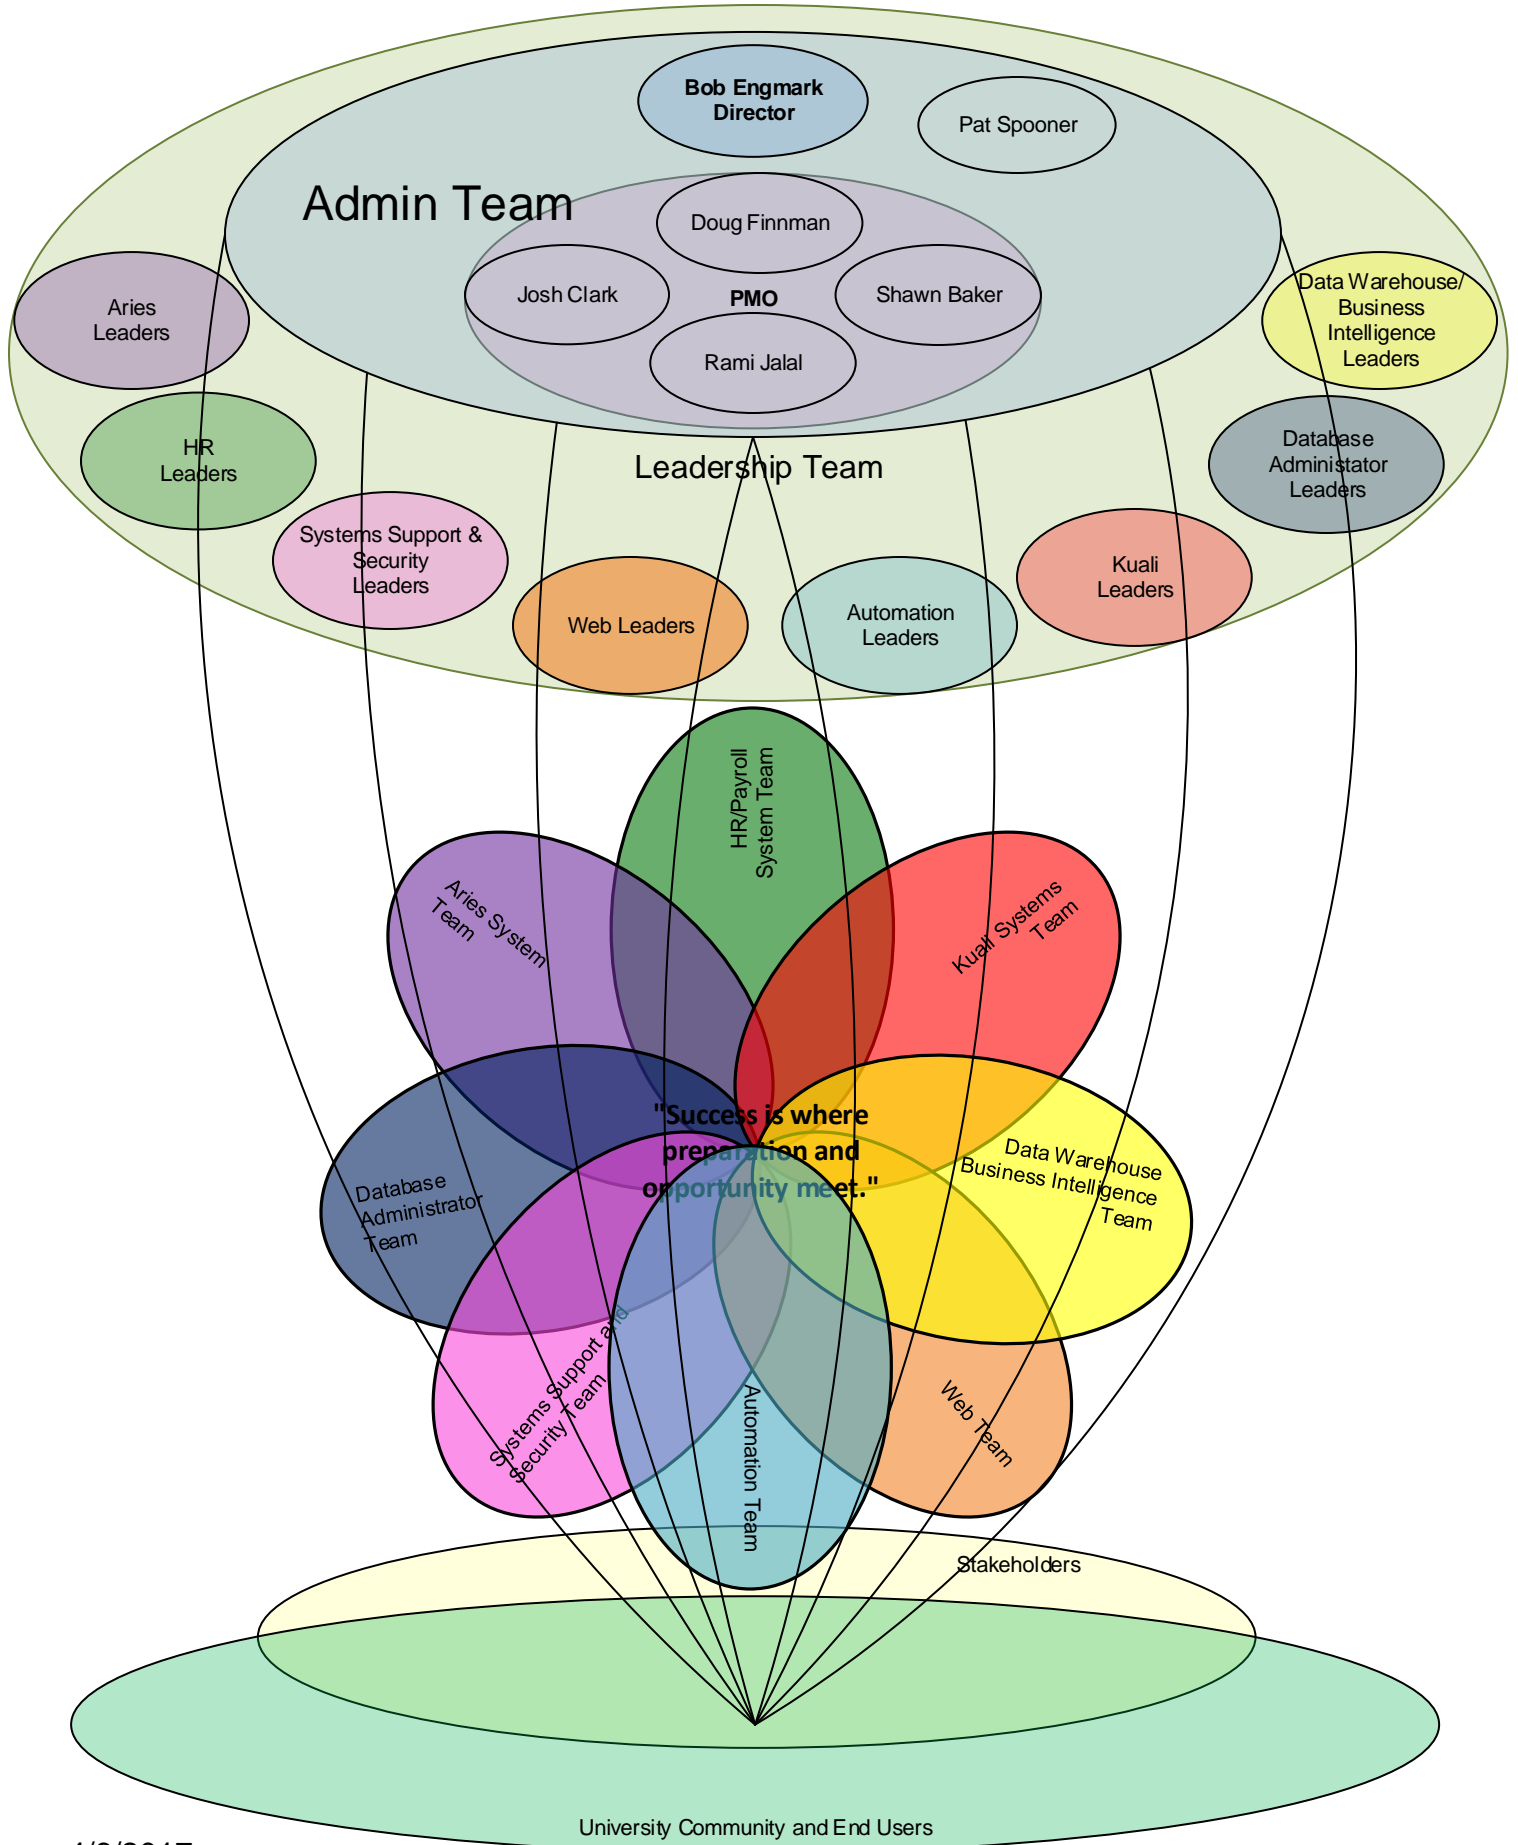 Bob Engmark
Director
Pat Spooner
Admin Team
Doug Finnman
Josh Clark
PMO
Shawn Baker
Rami Jalal
Aries
Leaders
Data Warehouse/
Business
Intelligence
Leaders
HR
Leaders
Database
Administator
Leaders
Leadership Team
Systems Support &
Security
Leaders
Kuali
Leaders
Web Leaders
Automation
Leaders
HR/Payroll
System Team
Aries System
Team
Kuali Systems
Team
"Success is where
preparation and
opportunity meet."
Data Warehouse
Business Intelligence
Team
Database
Administrator
Team
Systems Support and
Security Team
Automation Team
Web Team
Stakeholders
University Community and End Users